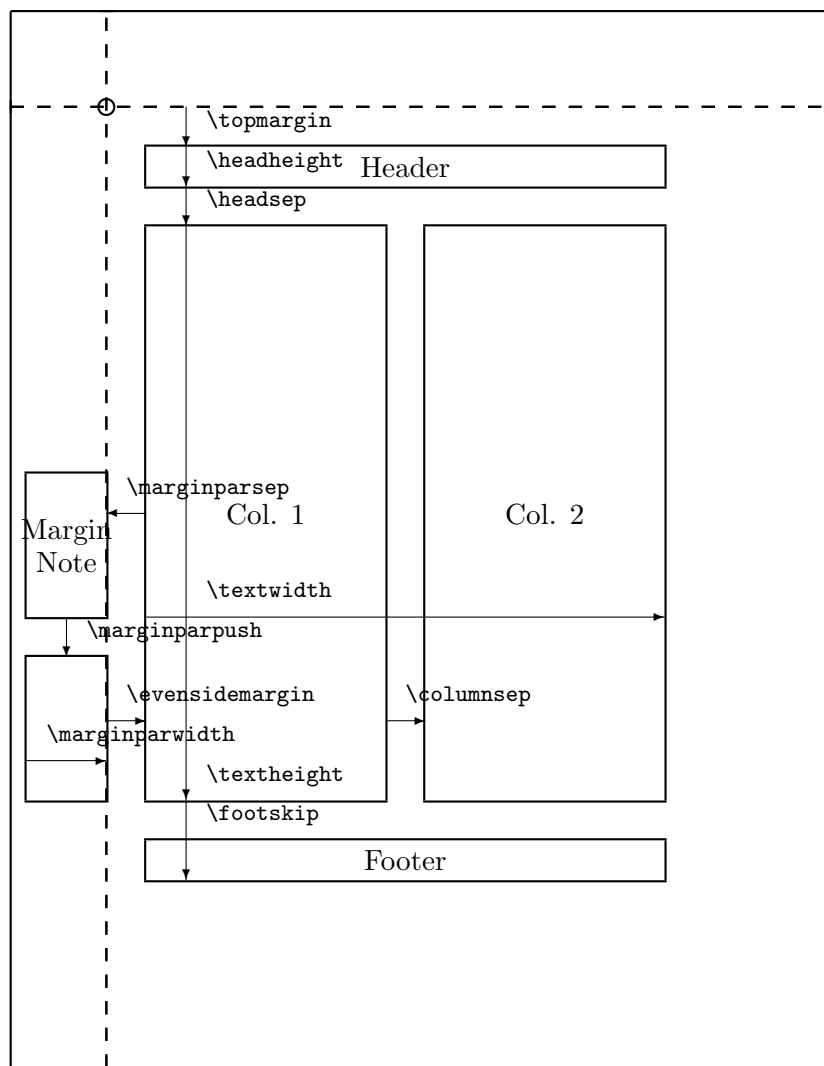 \topmargin
\headheight
Header
\headsep
\marginparsep
Col. 1
Col. 2
Margin
Note
\textwidth
\marginparpush
\evensidemargin
\columnsep
\marginparwidth
\textheight
\footskip
Footer